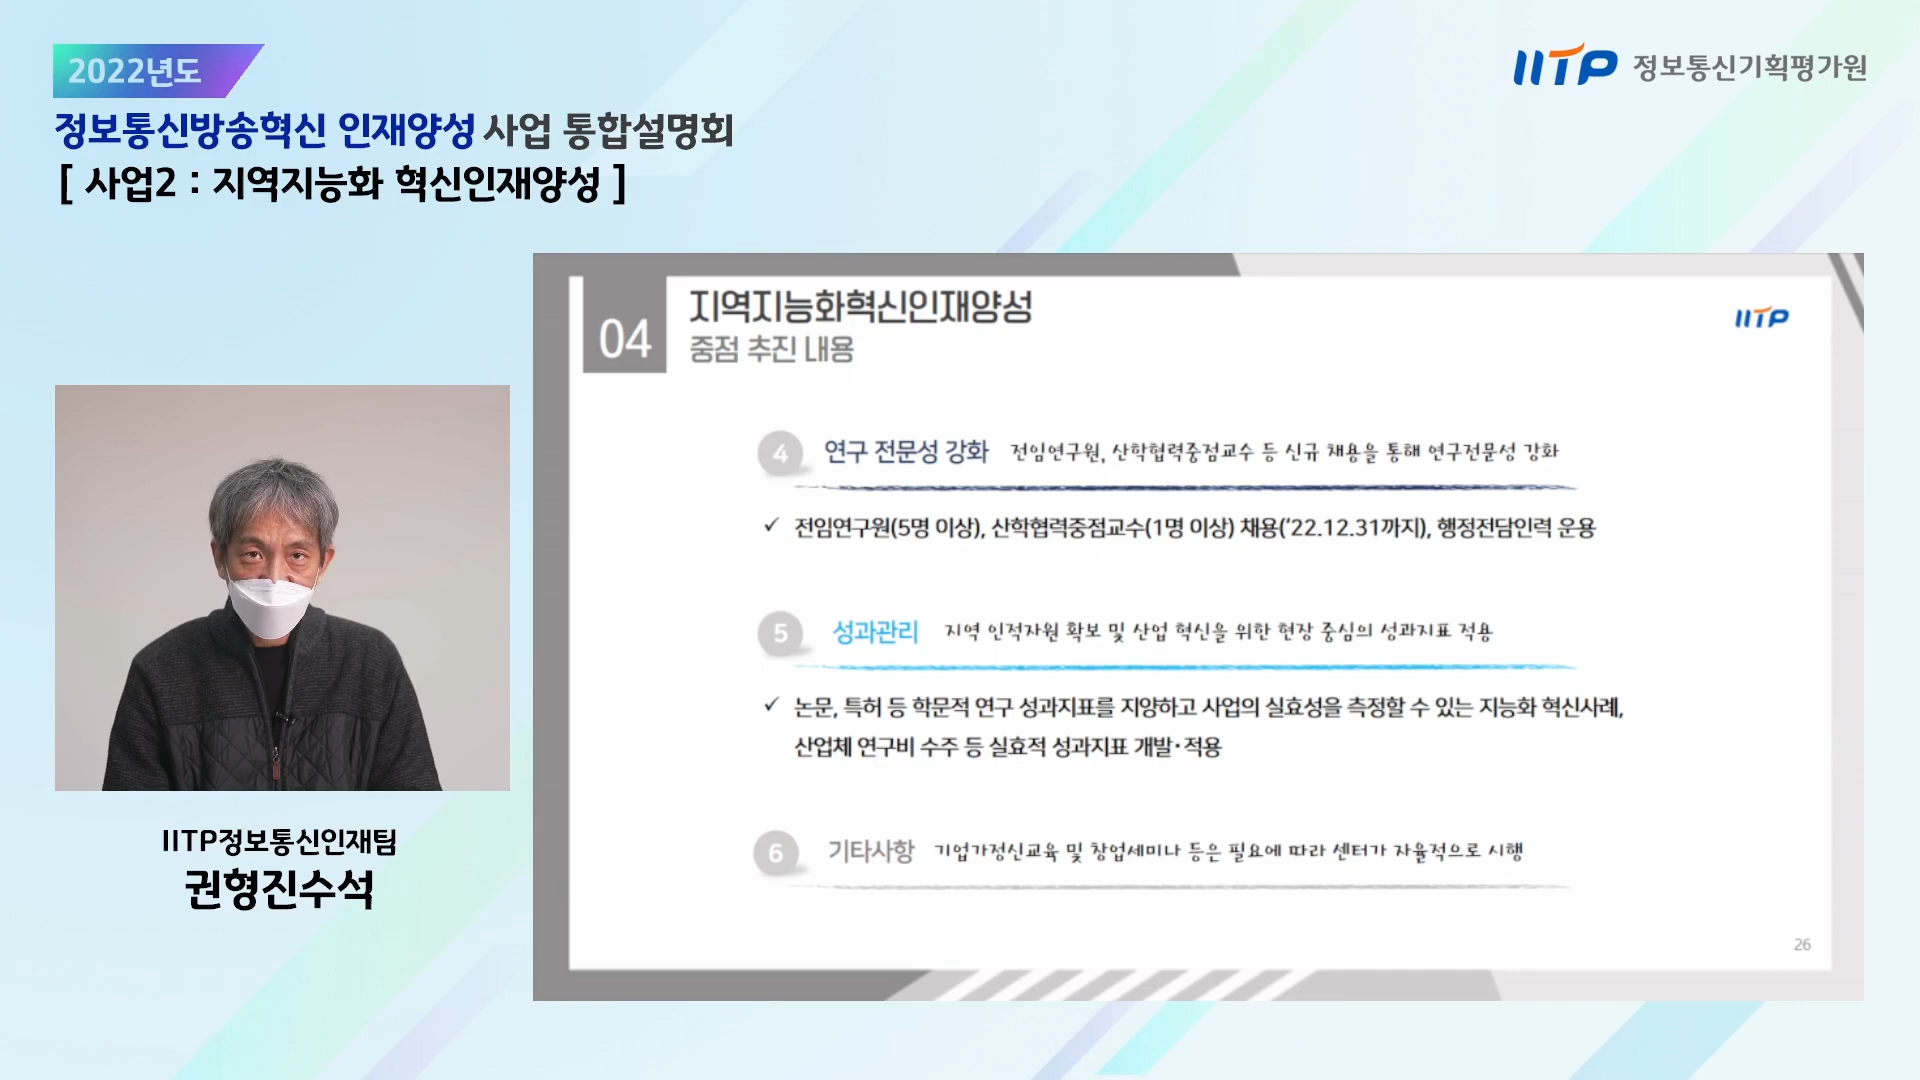 2022년도
정보통신방송혁신 인재양성 사업 통합설명회
[ 사업2 : 지역지능화 혁신인재양성 ]
IITP 정보통신기획평가원
04
지역지능화혁신인재양성
중점 추진 내용
IITP
4 연구 전문성 강화 전임연구원, 산학협력중점교수 등 신규 채용을 통해 연구전문성 강화
✓ 전임연구원(5명 이상), 산학협력중점교수(1명 이상) 채용('22.12.31까지), 행정전담인력 운용
5 성과관리 지역 인적자원 확보 및 산업 혁신을 위한 현장 중심의 성과지표 적용
✓ 논문, 특허 등 학문적 연구 성과지표를 지양하고 사업의 실효성을 측정할 수 있는 지능화 혁신사례,
산업체 연구비 수주 등 실효적 성과지표 개발·적용
6 기타사항 기업가정신교육 및 창업세미나 등은 필요에 따라 센터가 자율적으로 시행
26
IITP정보통신인재팀
권형진수석